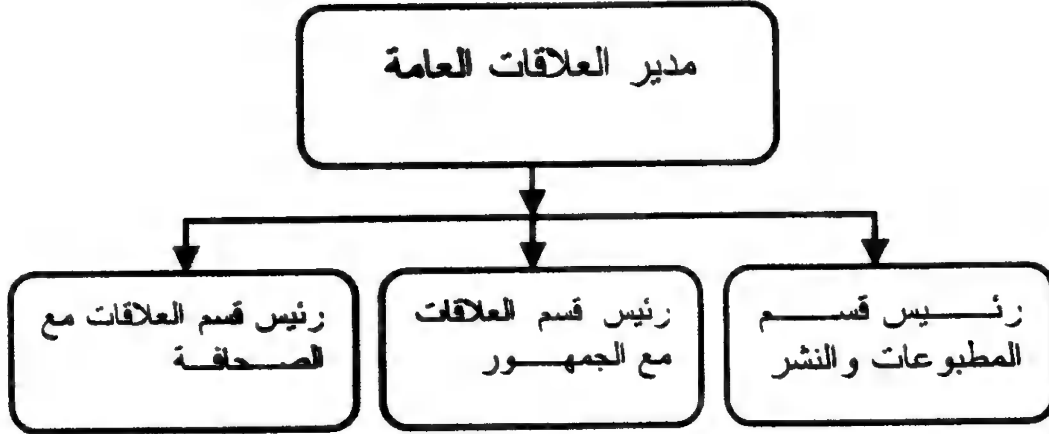 مدير العلاقات العامة
رئيس قسم
المطبوعات والنشر
رئيس قسم العلاقات
مع الجمهور
رئيس قسم العلاقات مع
الصحافة